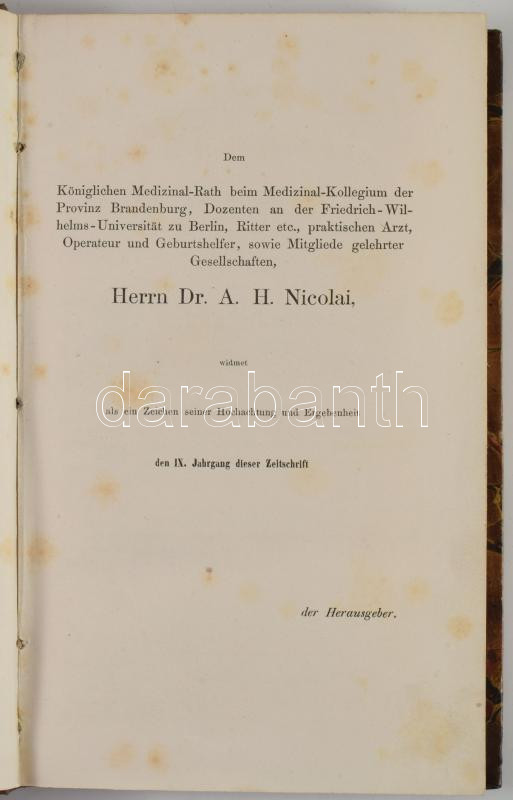 Dem
Königlichen Medizinal-Rath beim Medizinal-Kollegium der
Provinz Brandenburg, Dozenten an der Friedrich-Wil-
helms-Universität zu Berlin, Ritter etc., praktischen Arzt,
Operateur und Geburtshelfer, sowie Mitgliede gelehrter
Gesellschaften,
Herrn Dr. A. H. Nicolai,
widmet
darabanth
als ein Zeichen seiner Hochachtung und Ergebenheit
den IX. Jahrgang dieser Zeitschrift
der Herausgeber.